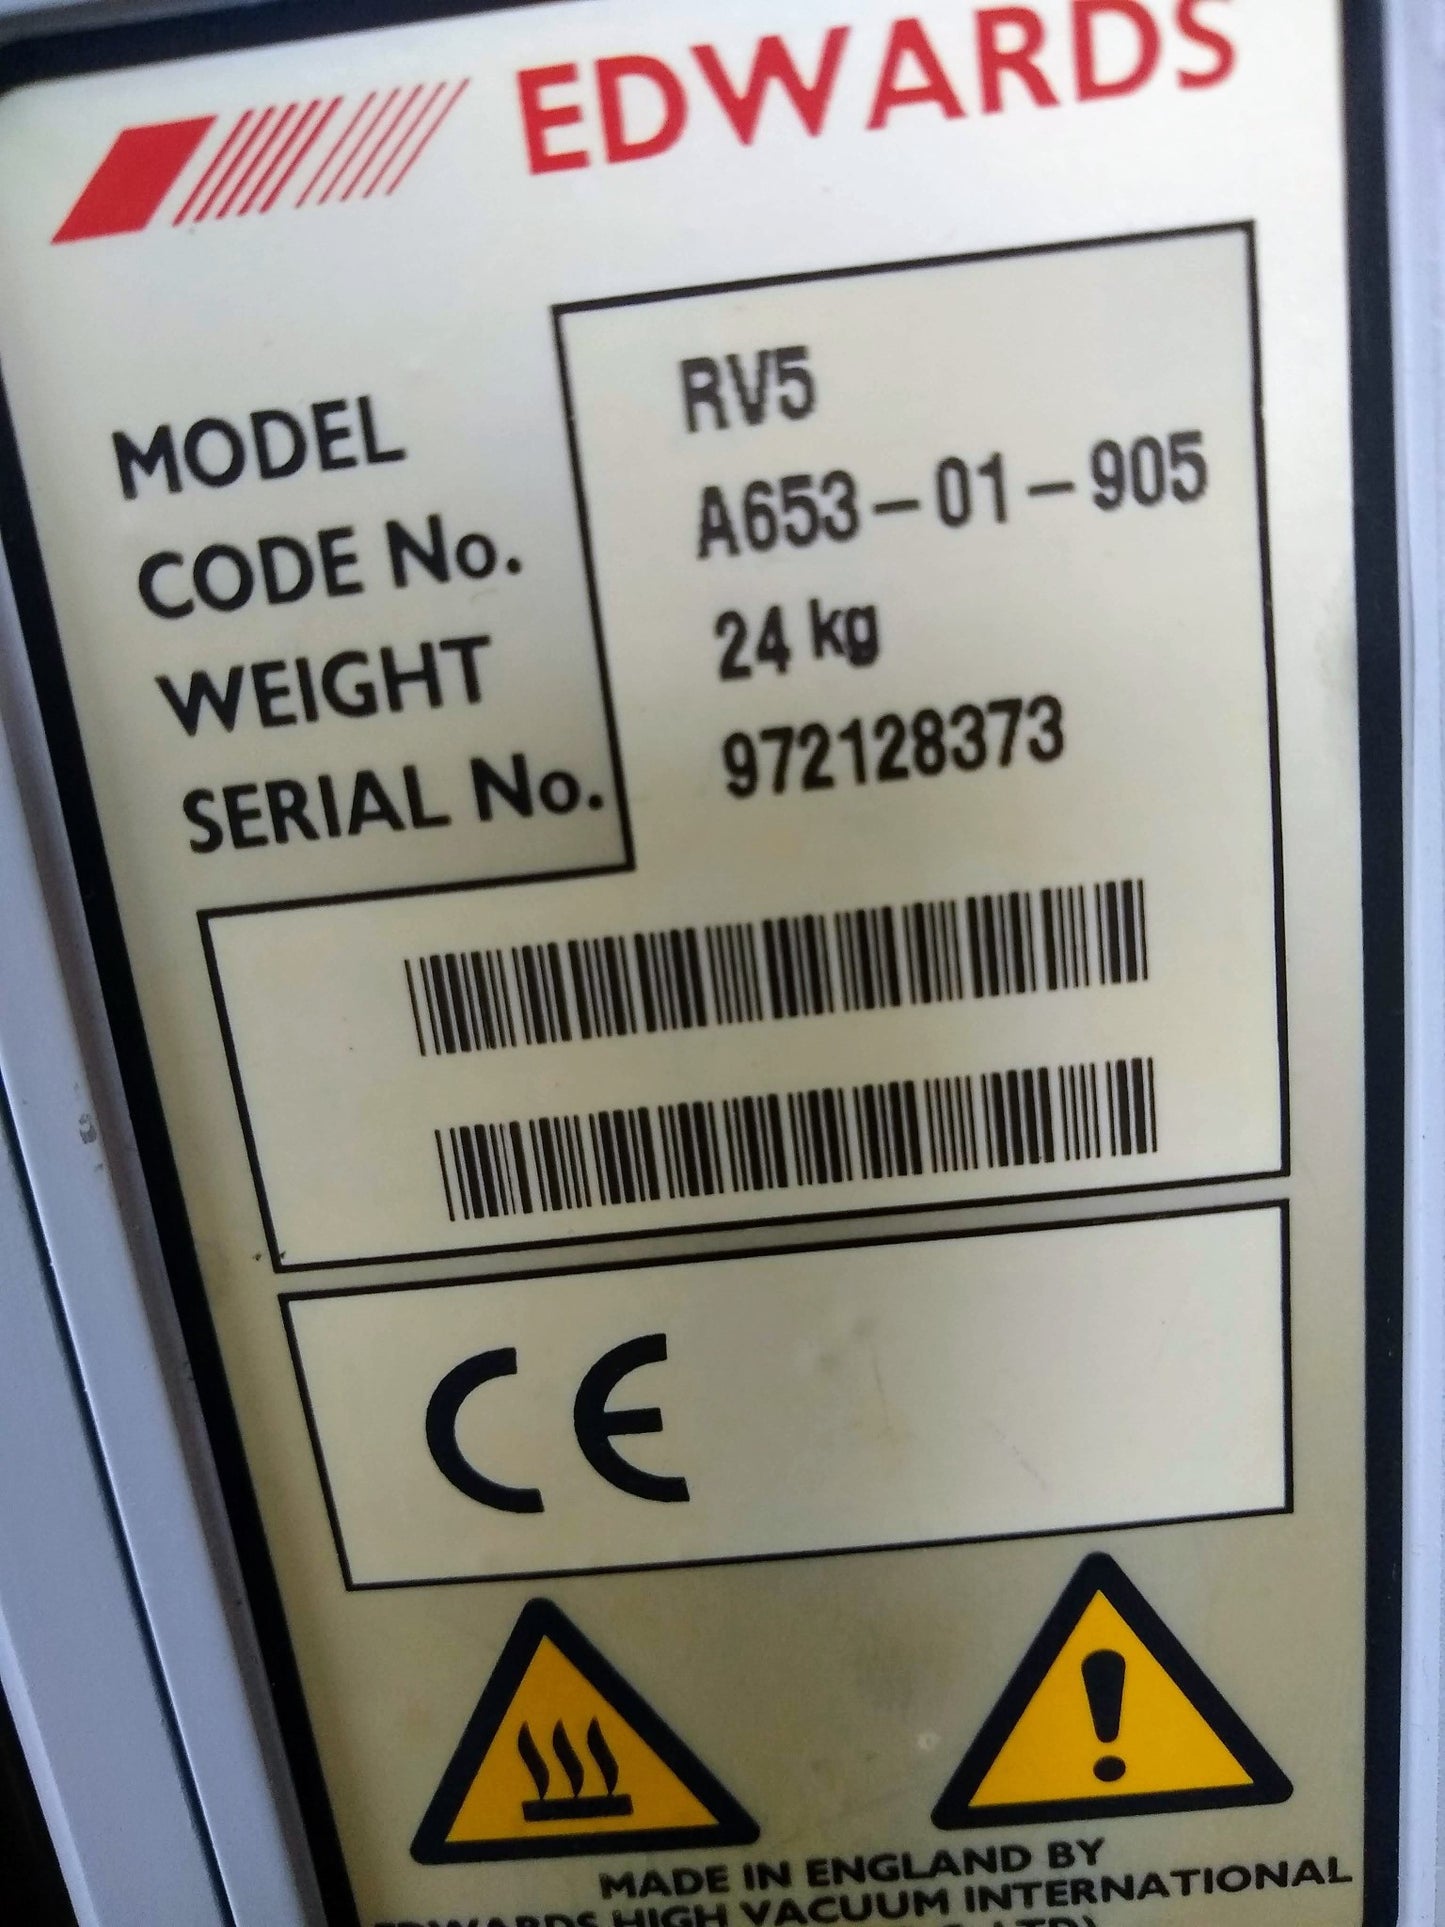 EDWARDS
MODEL RV5
CODE No. A653-01-905
WEIGHT 24 kg
SERIAL No. 972128373
CE
MADE IN ENGLAND BY
EDWARDS HIGH VACUUM INTERNATIONAL
LTD)